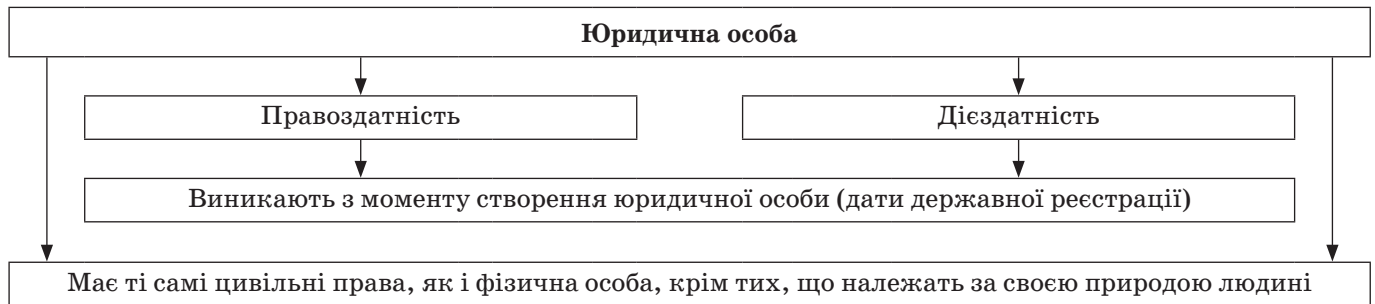 Юридична особа
Правоздатність
Дієздатність
Виникають з моменту створення юридичної особи (дати державної реєстрації)
Має ті самі цивільні права, як і фізична особа, крім тих, що належать за своєю природою людині